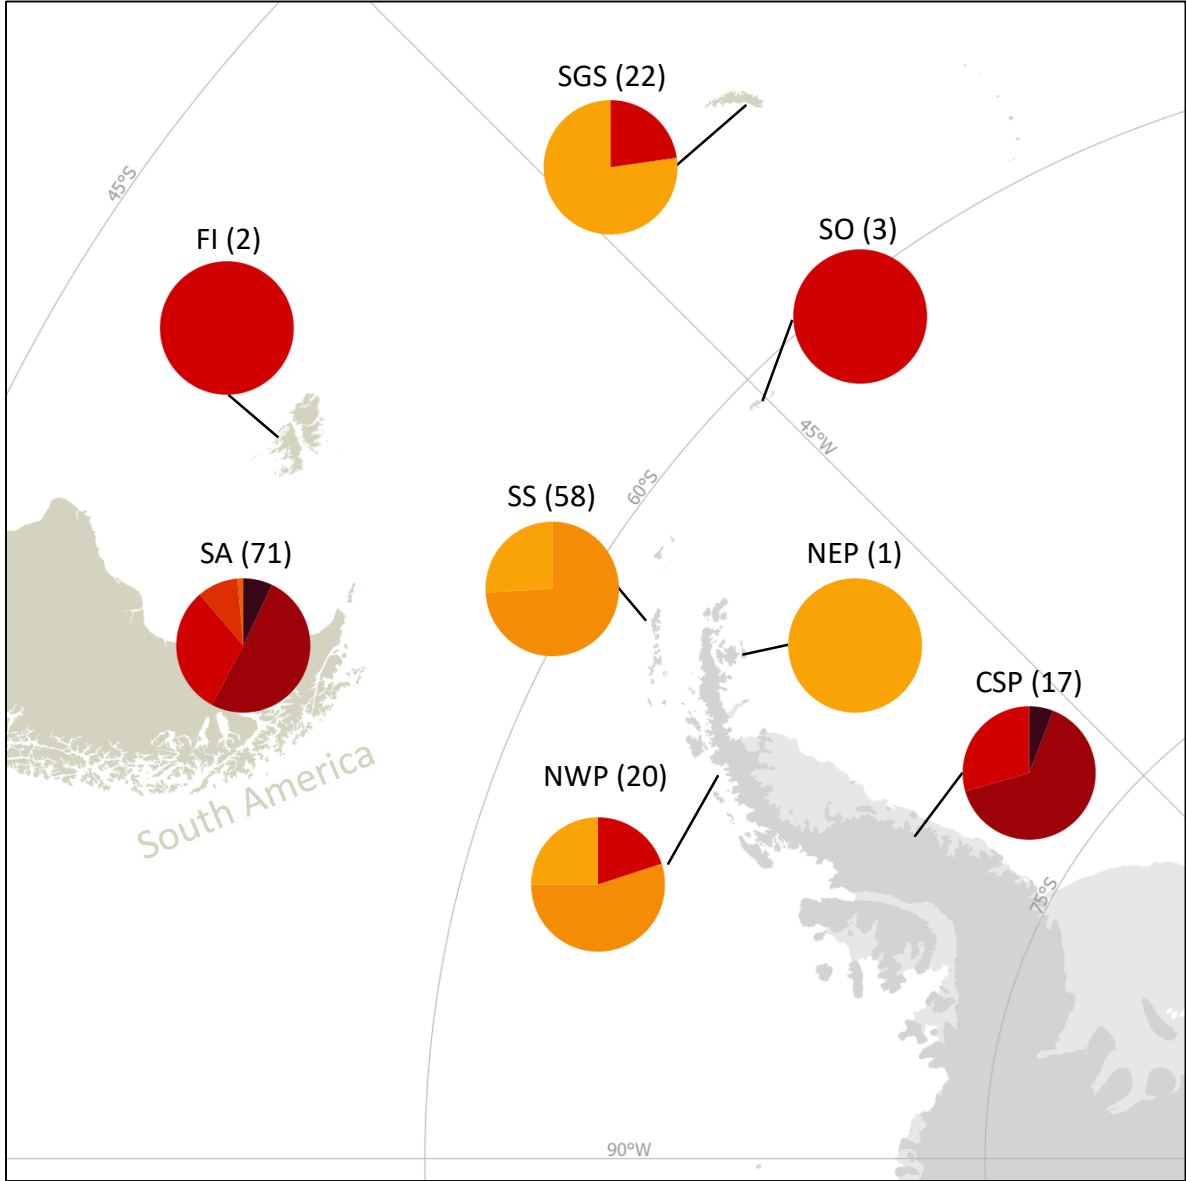 SGS (22)
45°S
SO (3)
FI (2)
45°W
60°S
SS (58)
SA (71)
NEP (1)
CSP (17)
South America
NWP (20)
75°S
90°W